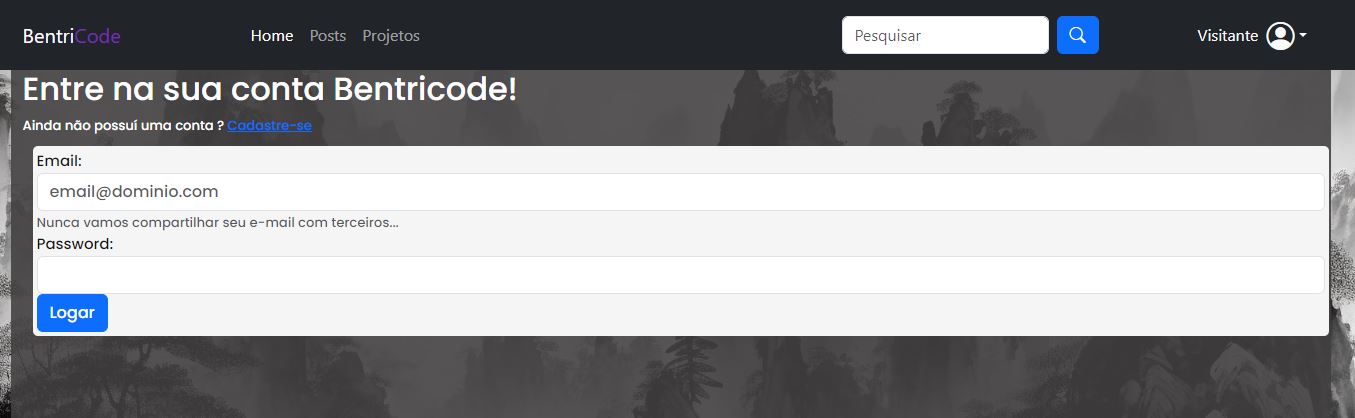 BentriCode Home Posts Projetos Pesquisar Visitante
Entre na sua conta Bentricode!
Ainda não possuí uma conta ? Cadastre-se
Email:
email@dominio.com
Nunca vamos compartilhar seu e-mail com terceiros...
Password:
Logar